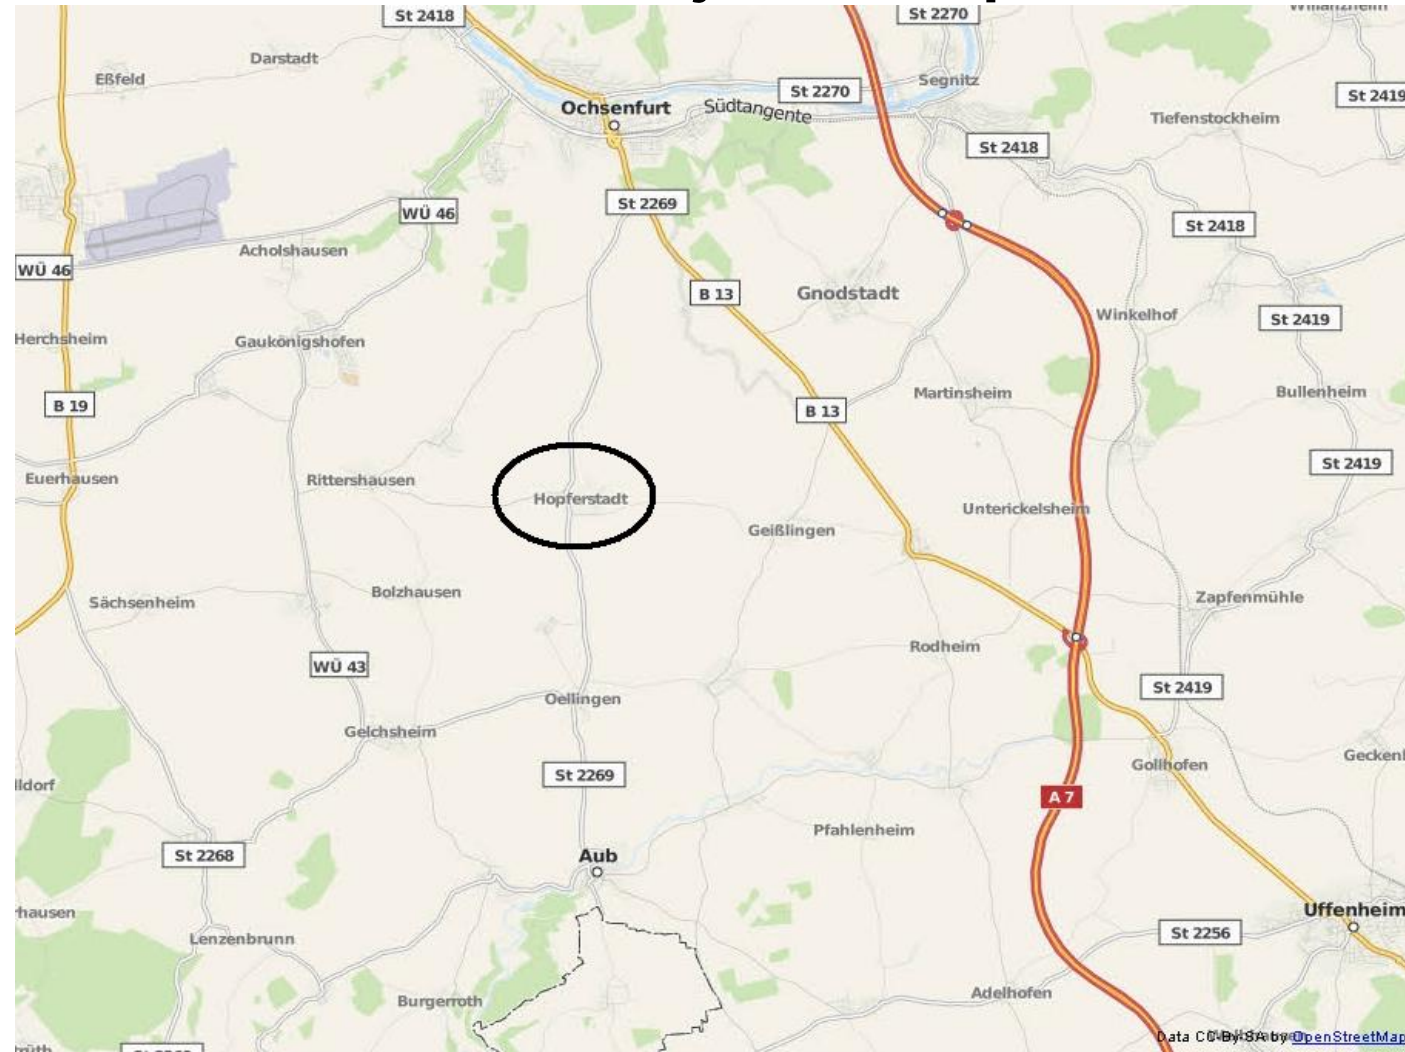 St 2418
St 2270
Darstadt
Eßfeld
Segnitz
St 2270
St 2419
Ochsenfurt
Südtangente
Tiefenstockheim
St 2418
WÜ 46
St 2269
St 2418
Acholshausen
WÜ 46
B 13
Gnodstadt
Winkelhof
St 2419
Herchsheim
Gaukönigshofen
Martinsheim
Bullenheim
B 19
B 13
St 2419
Euerhausen
Rittershausen
Hopferstadt
Unterickelsheim
Geißlingen
Bolzhausen
Sächsenheim
Zapfenmühle
Rodheim
WÜ 43
St 2419
Oellingen
Gelchsheim
Gollhofen
Geckenl
St 2269
lldorf
A 7
Pfahlenheim
St 2268
Aub
rhausen
Uffenheim
St 2256
Lenzenbrunn
Adelhofen
Burgerroth
Data CC-By-SA by OpenStreetMap